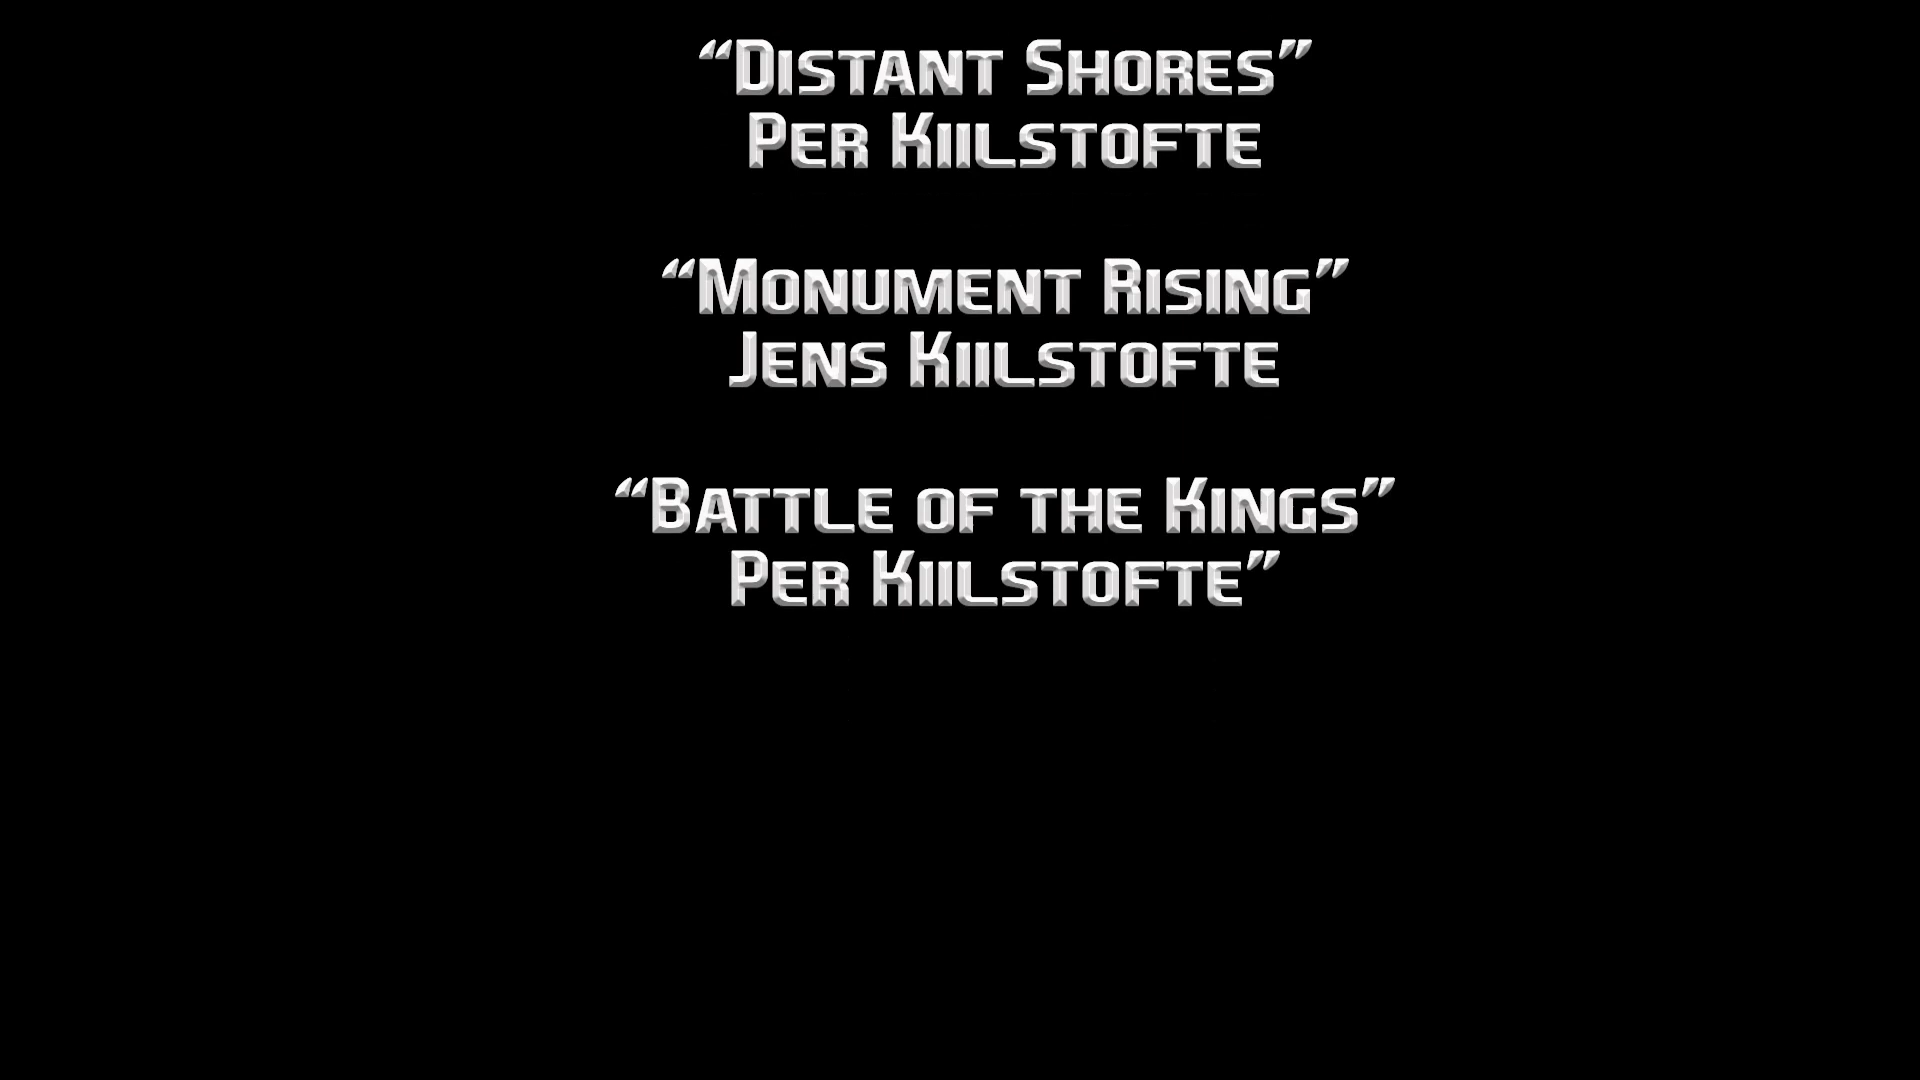 “Distant Shores”
Per Kiilstofte
“Monument Rising”
Jens Kiilstofte
“Battle of the Kings”
Per Kiilstofte”